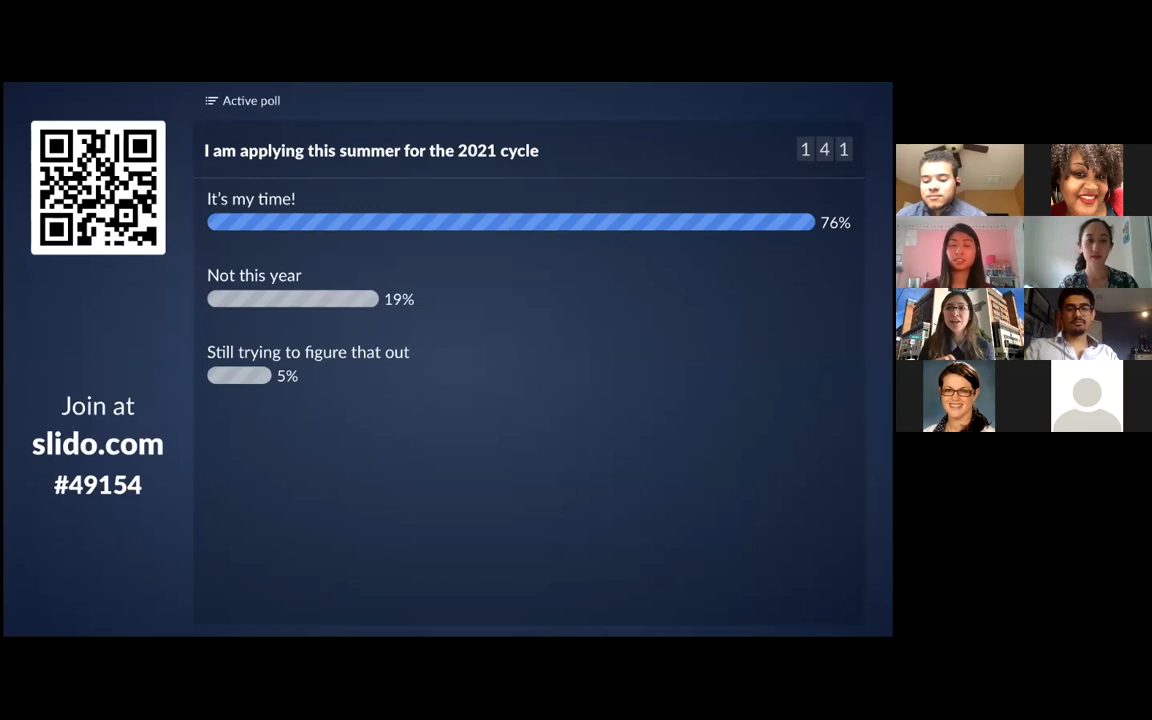 Active poll
I am applying this summer for the 2021 cycle
141
It's my time!
76%
Not this year
19%
Still trying to figure that out
5%
Join at
slido.com
#49154